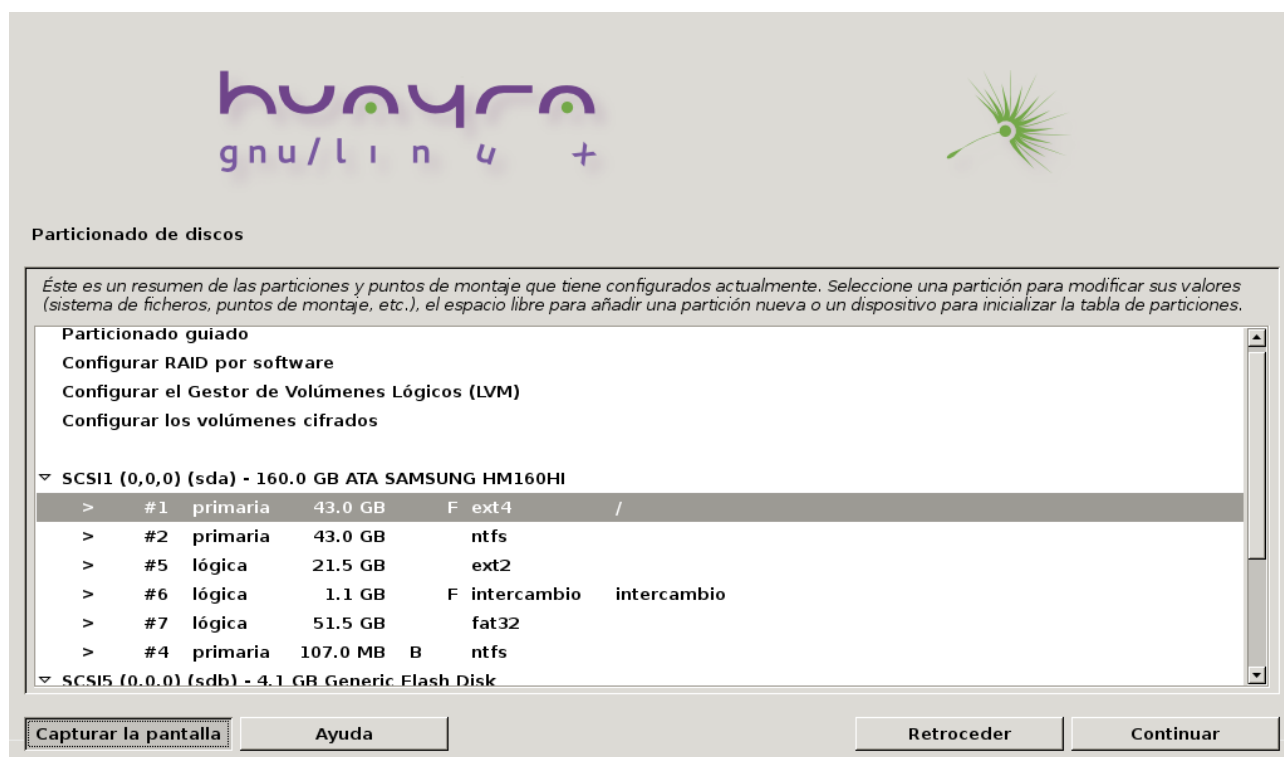 huayra
gnu/linu+
Particionado de discos
Éste es un resumen de las particiones y puntos de montaje que tiene configurados actualmente. Seleccione una partición para modificar sus valores
(sistema de ficheros, puntos de montaje, etc.), el espacio libre para añadir una partición nueva o un dispositivo para inicializar la tabla de particiones.
Particionado guiado
Configurar RAID por software
Configurar el Gestor de Volúmenes Lógicos (LVM)
Configurar los volúmenes cifrados
SCSI1 (0,0,0) (sda) - 160.0 GB ATA SAMSUNG HM160HI
> #1 primaria 43.0 GB F ext4 /
> #2 primaria 43.0 GB ntfs
> #5 lógica 21.5 GB ext2
> #6 lógica 1.1 GB F intercambio intercambio
> #7 lógica 51.5 GB fat32
> #4 primaria 107.0 MB B ntfs
SCSI5 (0,0,0) (sdb) - 4.1 GB Generic Flash Disk
Capturar la pantalla Ayuda Retroceder Continuar